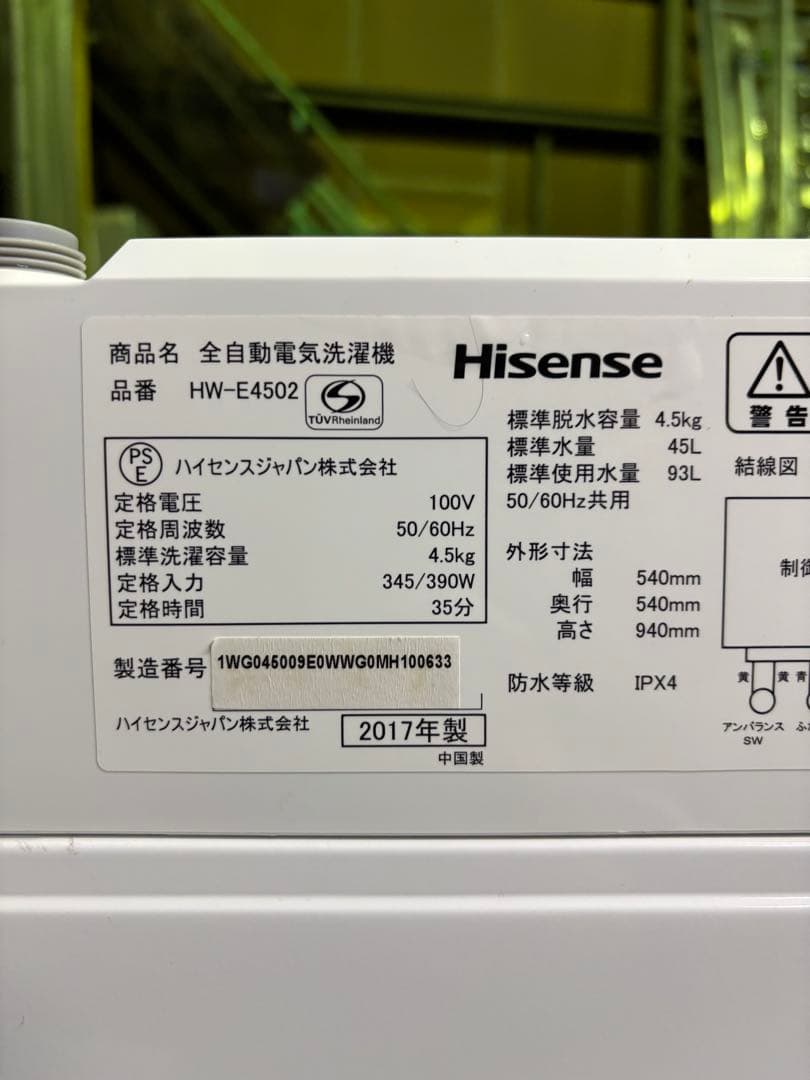 商品名 全自動電気洗濯機
品番 HW-E4502
TÜVRheinland
Hisense
PS
E
ハイセンスジャパン株式会社
定格電圧 100V
定格周波数 50/60Hz
標準洗濯容量 4.5kg
定格入力 345/390W
定格時間 35分
製造番号 1WG045009E0WWG0MH100633
ハイセンスジャパン株式会社 2017年製
中国製
標準脱水容量 4.5kg
標準水量 45L
標準使用水量 93L
50/60Hz共用
外形寸法
幅 540mm
奥行 540mm
高さ 940mm
防水等級 IPX4
警告
結線図
制御
黄 黄 青
アンバランス ふ
SW